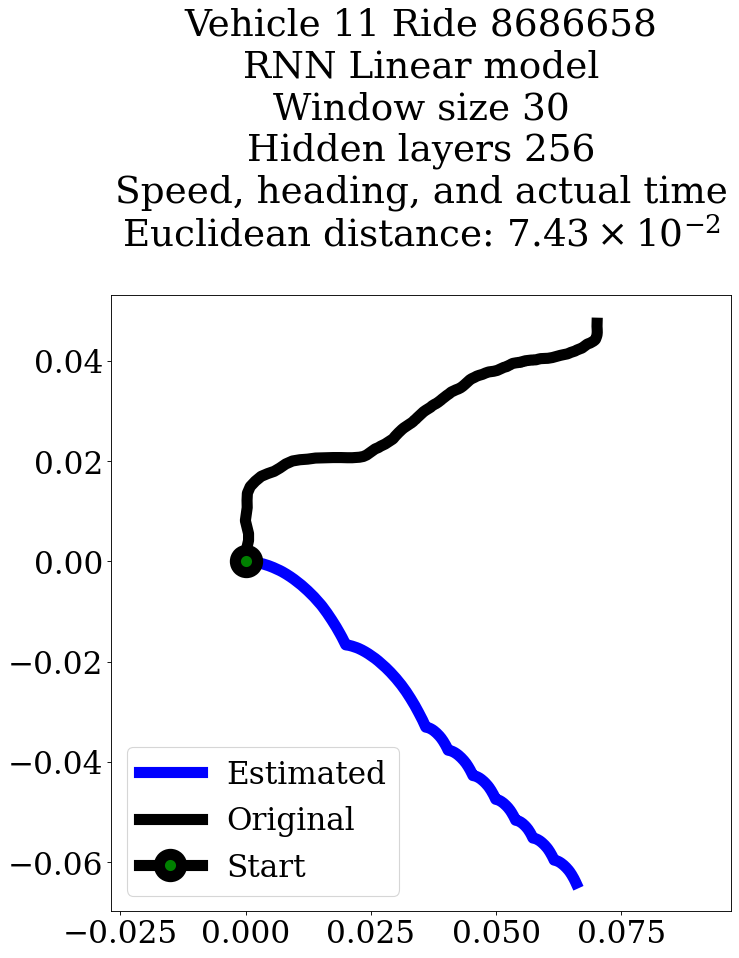 Vehicle 11 Ride 8686658
RNN Linear model
Window size 30
Hidden layers 256
Speed, heading, and actual time
Euclidean distance: 7.43 × 10⁻²
0.04
0.02
0.00
−0.02
−0.04
−0.06
Estimated
Original
Start
−0.025 0.000 0.025 0.050 0.075